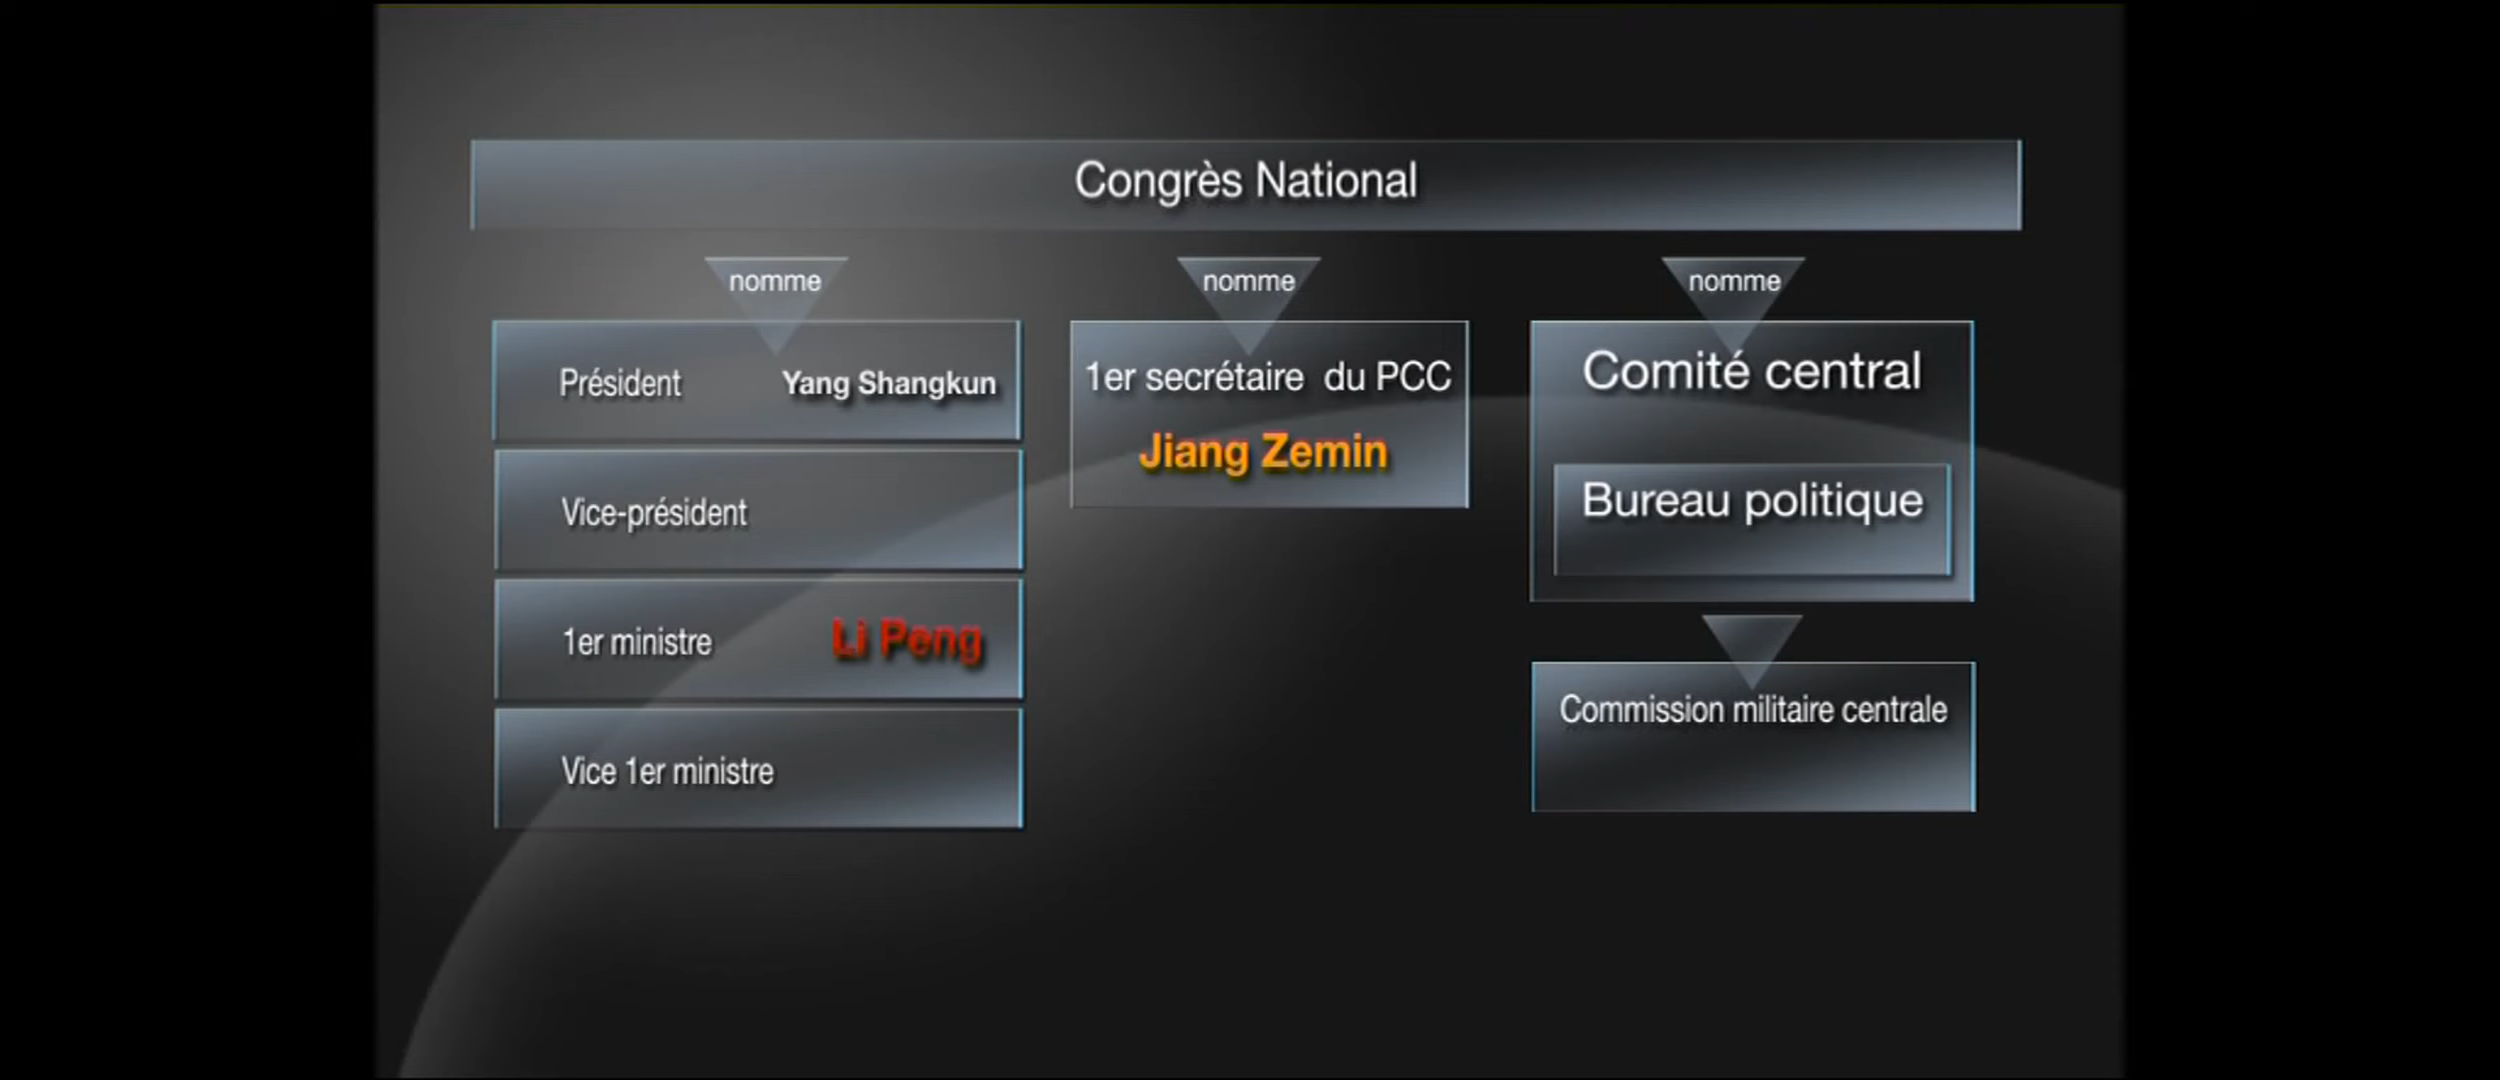 Congrès National
nomme
nomme
nomme
Président Yang Shangkun
Vice-président
1er ministre Li Peng
Vice 1er ministre
1er secrétaire du PCC
Jiang Zemin
Comité central
Bureau politique
Commission militaire centrale